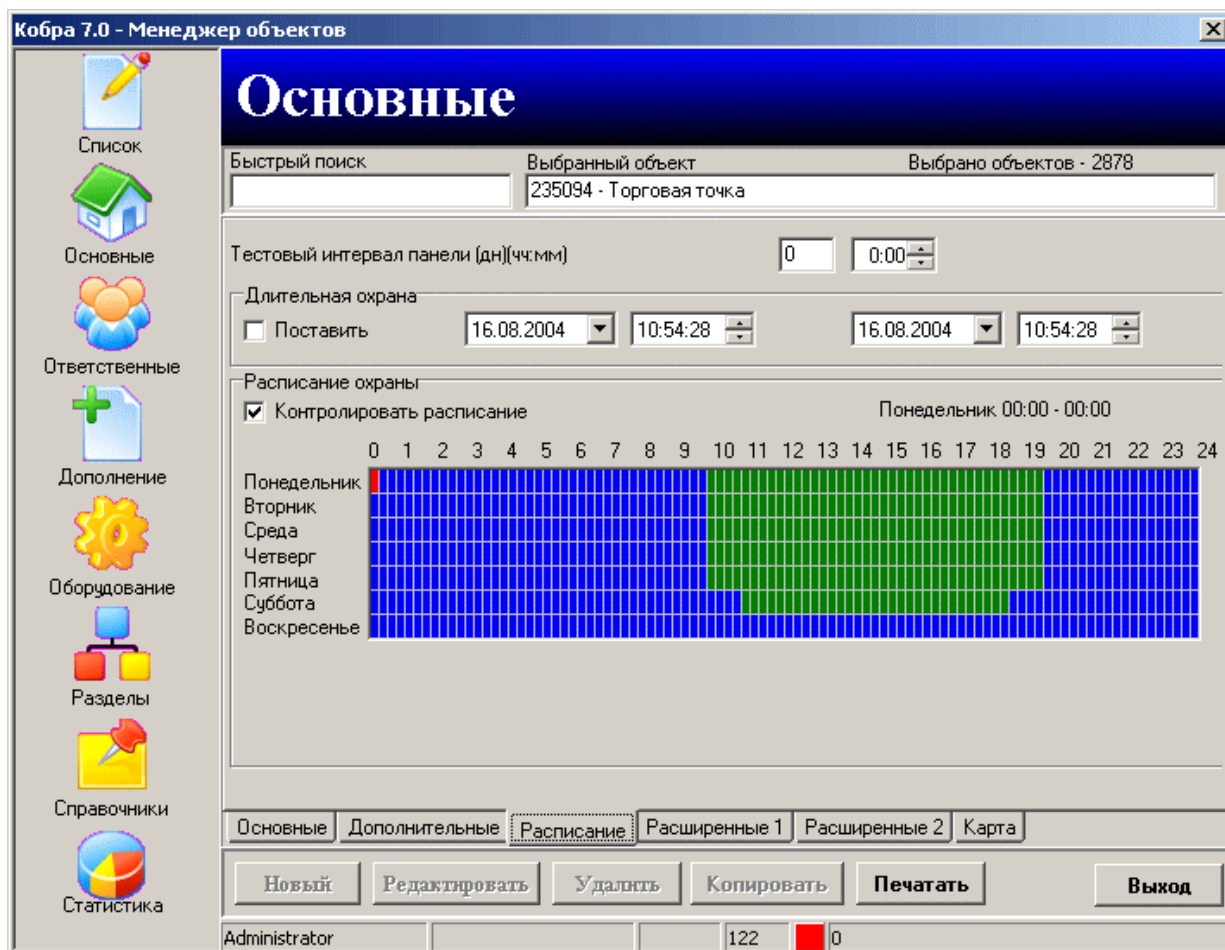 Кобра 7.0 - Менеджер объектов
Основные
Список
Основные
Ответственные
Дополнение
Оборудование
Разделы
Справочники
Статистика
Быстрый поиск Выбранный объект Выбрано объектов - 2878
235094 - Торговая точка
Тестовый интервал панели (дн)(чч:мм) 0 0:00
Длительная охрана
Поставить 16.08.2004 10:54:28 16.08.2004 10:54:28
Расписание охраны
Контролировать расписание Понедельник 00:00 - 00:00
0 1 2 3 4 5 6 7 8 9 10 11 12 13 14 15 16 17 18 19 20 21 22 23 24
Понедельник
Вторник
Среда
Четверг
Пятница
Суббота
Воскресенье
Основные Дополнительные Расписание Расширенные 1 Расширенные 2 Карта
Новый Редактировать Удалить Копировать Печатать Выход
Administrator 122 0